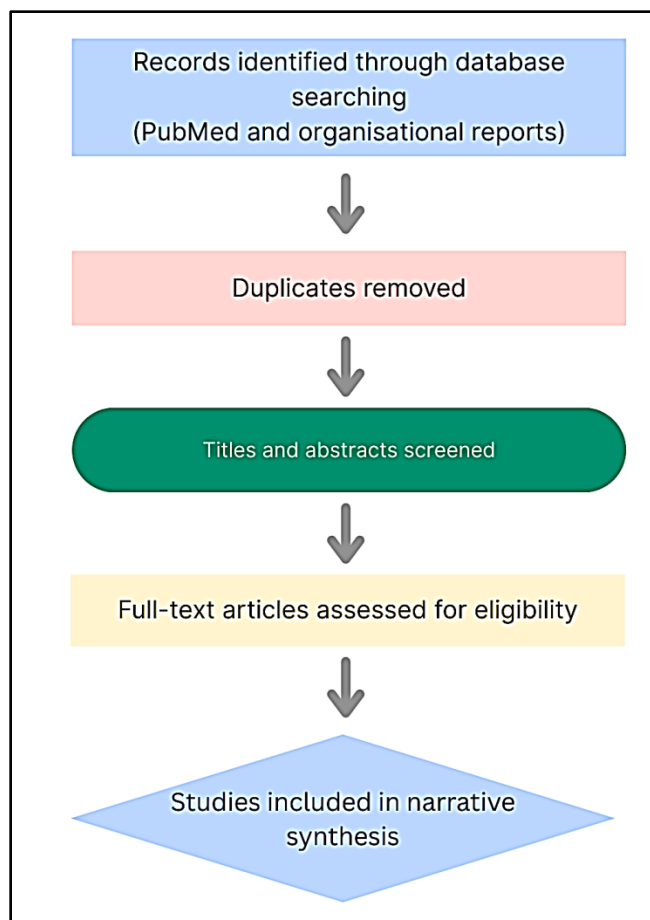 Records identified through database
searching
(PubMed and organisational reports)
Duplicates removed
Titles and abstracts screened
Full-text articles assessed for eligibility
Studies included in narrative
synthesis